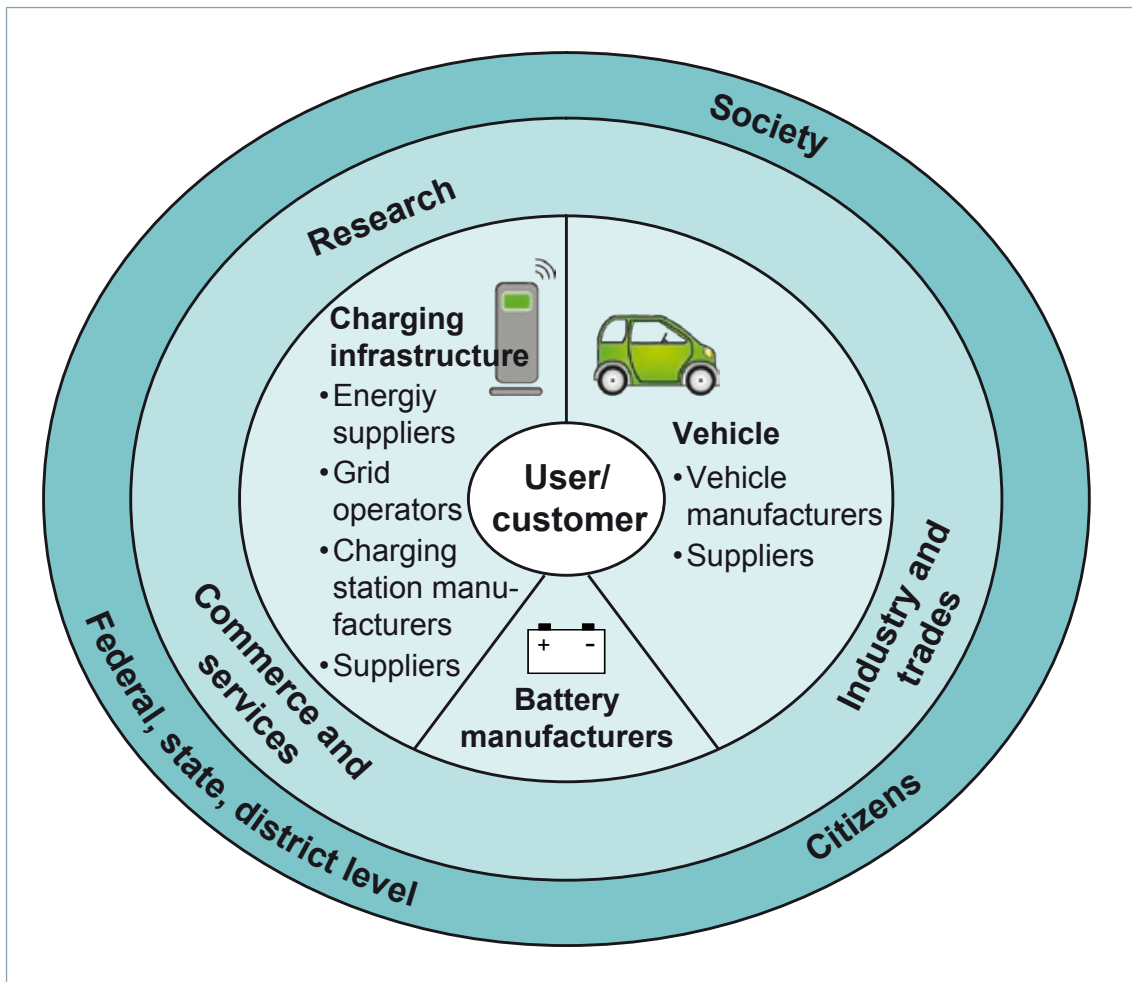 Society
Research
Charging
infrastructure
•Energiy
suppliers
•Grid
operators
•Charging
station manu-
facturers
•Suppliers
User/
customer
Vehicle
•Vehicle
manufacturers
•Suppliers
+ -
Battery
manufacturers
Commerce and
services
Industry and
trades
Federal, state, district level
Citizens